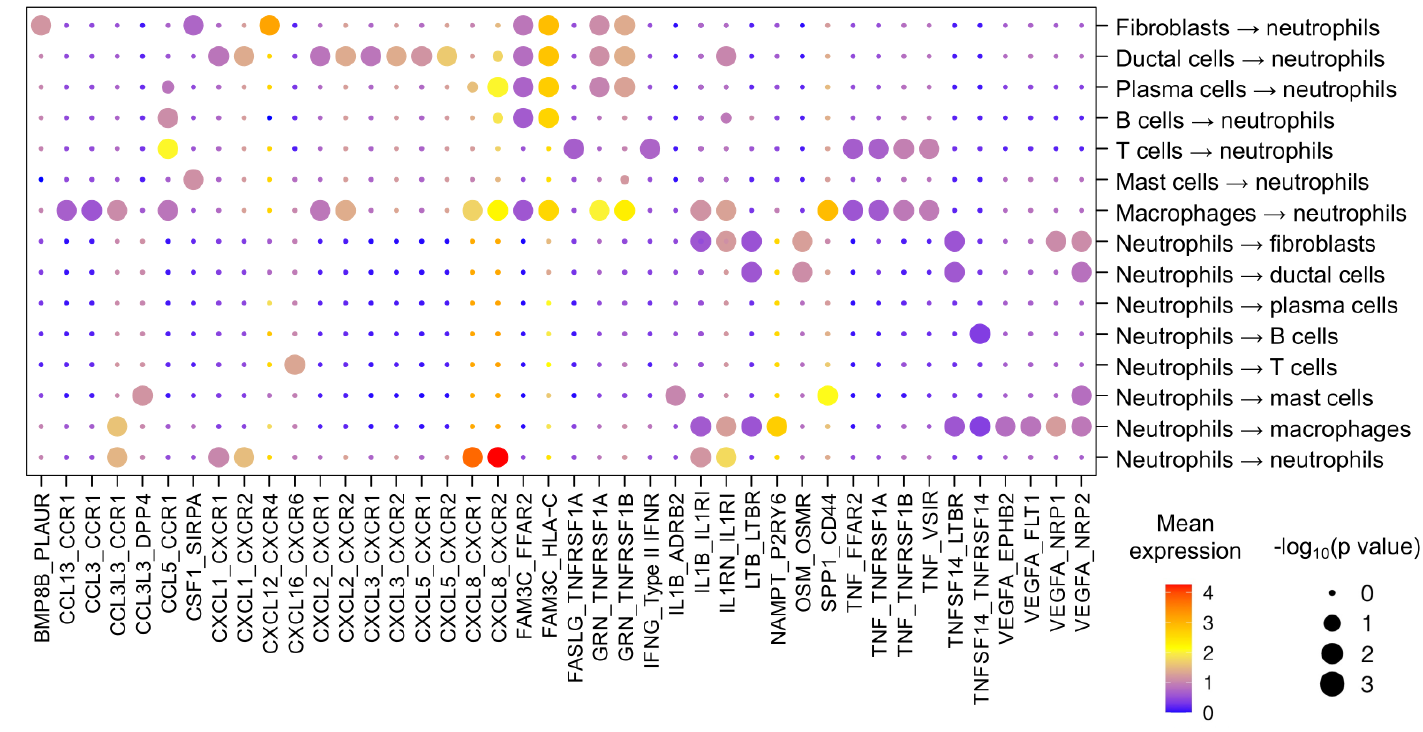 Fibroblasts → neutrophils
Ductal cells → neutrophils
Plasma cells → neutrophils
B cells → neutrophils
T cells → neutrophils
Mast cells → neutrophils
Macrophages → neutrophils
Neutrophils → fibroblasts
Neutrophils → ductal cells
Neutrophils → plasma cells
Neutrophils → B cells
Neutrophils → T cells
Neutrophils → mast cells
Neutrophils → macrophages
Neutrophils → neutrophils
BMP8B_PLAUR
CCL13_CCR1
CCL3_CCR1
CCL3L3_CCR1
CCL3L3_DPP4
CCL5_CCR1
CSF1_SIRPA
CXCL1_CXCR1
CXCL1_CXCR2
CXCL12_CXCR4
CXCL16_CXCR6
CXCL2_CXCR1
CXCL2_CXCR2
CXCL3_CXCR1
CXCL3_CXCR2
CXCL5_CXCR1
CXCL5_CXCR2
CXCL8_CXCR1
CXCL8_CXCR2
FAM3C_FFAR2
FAM3C_HLA-C
FASLG_TNFRSF1A
GRN_TNFRSF1A
GRN_TNFRSF1B
IFNG_Type II IFNR
IL1B_ADRB2
IL1B_IL1RI
IL1RN_IL1RI
LTB_LTBR
NAMPT_P2RY6
OSM_OSMR
SPP1_CD44
TNF_FFAR2
TNF_TNFRSF1A
TNF_TNFRSF1B
TNF_VSIR
TNFSF14_LTBR
TNFSF14_TNFRSF14
VEGFA_EPHB2
VEGFA_FLT1
VEGFA_NRP1
VEGFA_NRP2
Mean
expression
4
3
2
1
0
-log10(p value)
0
1
2
3